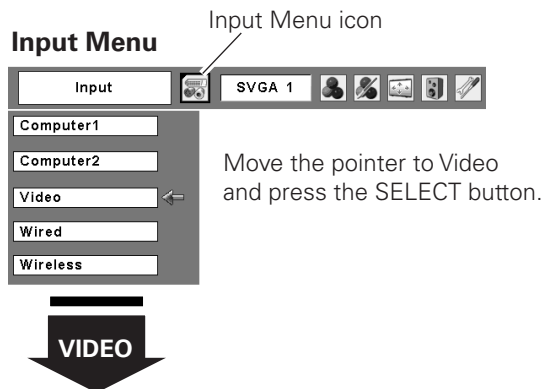 Input Menu icon
Input Menu
Input
SVGA 1
Computer1
Computer2
Video
Wired
Wireless
Move the pointer to Video
and press the SELECT button.
VIDEO